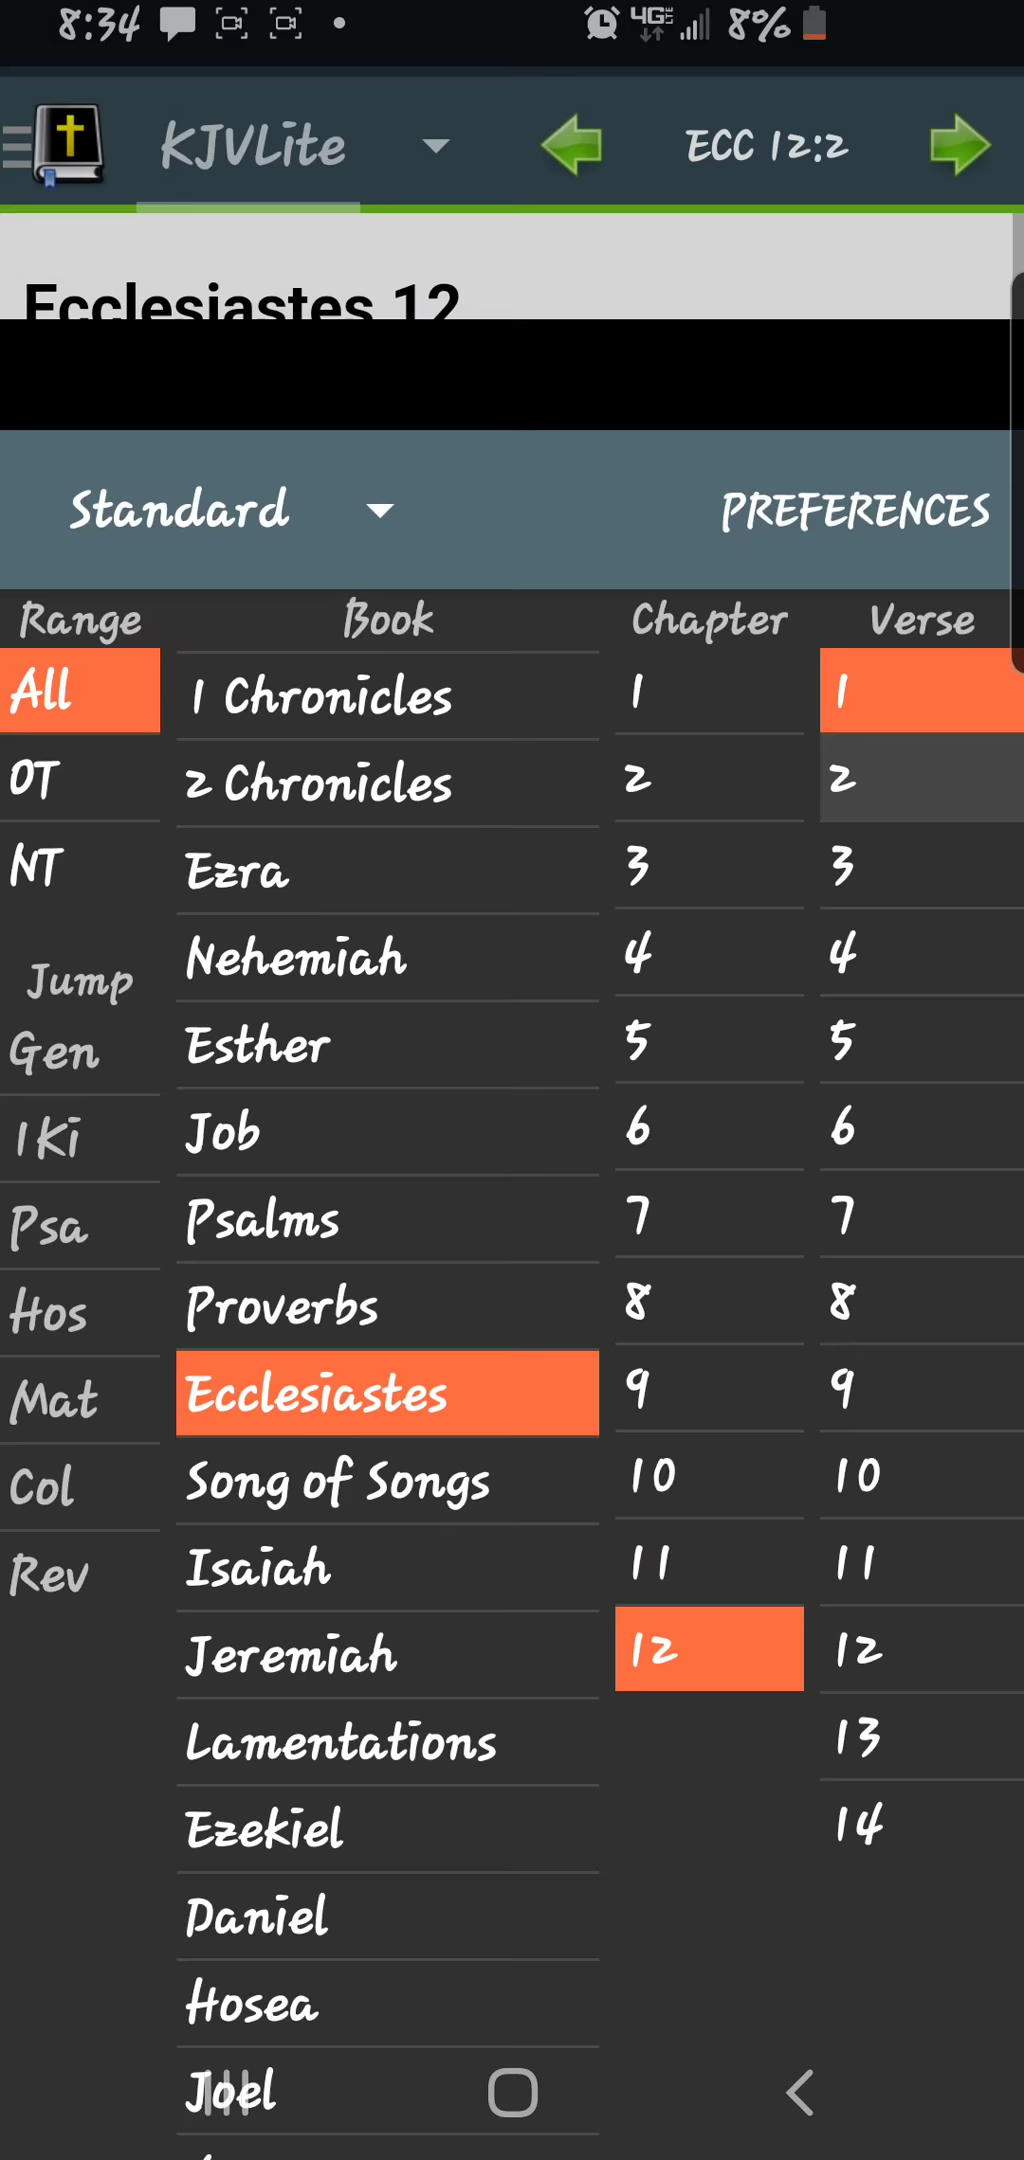 8:34 4G LTE 8%
KJVLite ECC 12:2
Ecclesiastes 12
Standard PREFERENCES
Range Book Chapter Verse
All 1 Chronicles 1 1
OT 2 Chronicles 2 2
NT Ezra 3 3
Nehemiah 4 4
Jump
Gen Esther 5 5
1Ki Job 6 6
Psa Psalms 7 7
Hos Proverbs 8 8
Mat Ecclesiastes 9 9
Col Song of Songs 10 10
Rev Isaiah 11 11
Jeremiah 12 12
Lamentations 13
Ezekiel 14
Daniel
Hosea
Joel